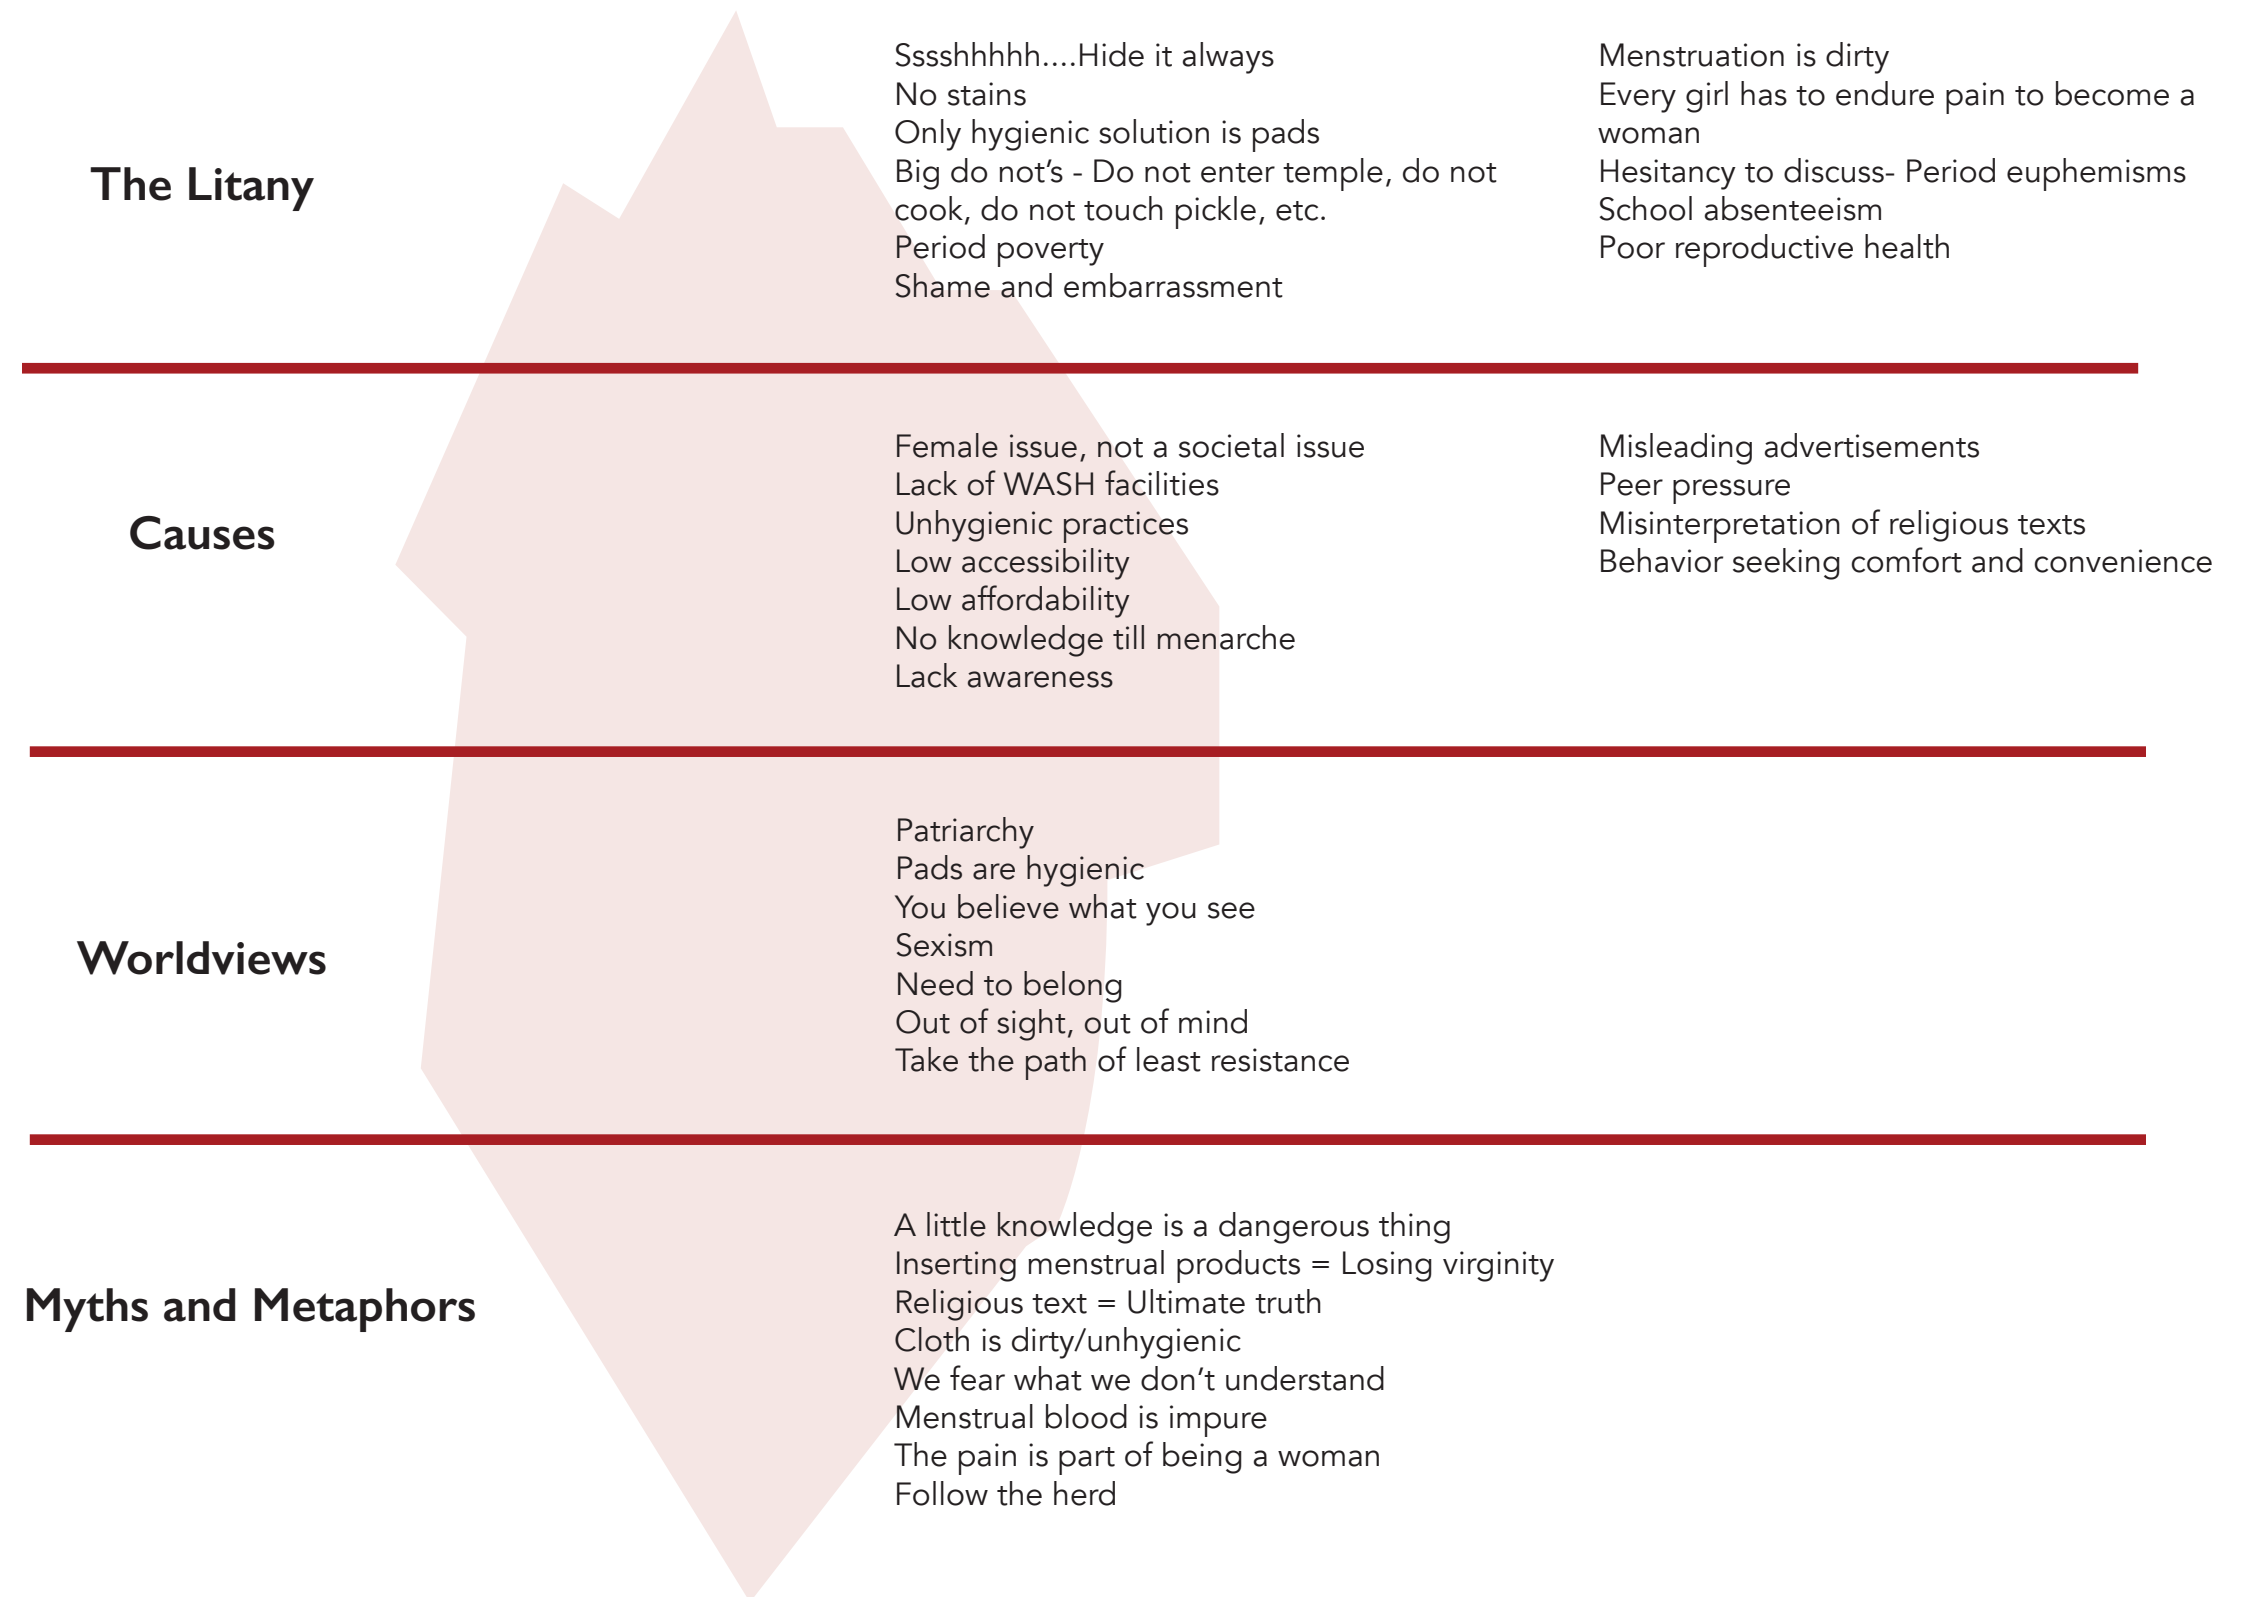 The Litany
Sssshhhhh....Hide it always
No stains
Only hygienic solution is pads
Big do not’s - Do not enter temple, do not
cook, do not touch pickle, etc.
Period poverty
Shame and embarrassment
Menstruation is dirty
Every girl has to endure pain to become a
woman
Hesitancy to discuss- Period euphemisms
School absenteeism
Poor reproductive health
Causes
Female issue, not a societal issue
Lack of WASH facilities
Unhygienic practices
Low accessibility
Low affordability
No knowledge till menarche
Lack awareness
Misleading advertisements
Peer pressure
Misinterpretation of religious texts
Behavior seeking comfort and convenience
Worldviews
Patriarchy
Pads are hygienic
You believe what you see
Sexism
Need to belong
Out of sight, out of mind
Take the path of least resistance
Myths and Metaphors
A little knowledge is a dangerous thing
Inserting menstrual products = Losing virginity
Religious text = Ultimate truth
Cloth is dirty/unhygienic
We fear what we don’t understand
Menstrual blood is impure
The pain is part of being a woman
Follow the herd